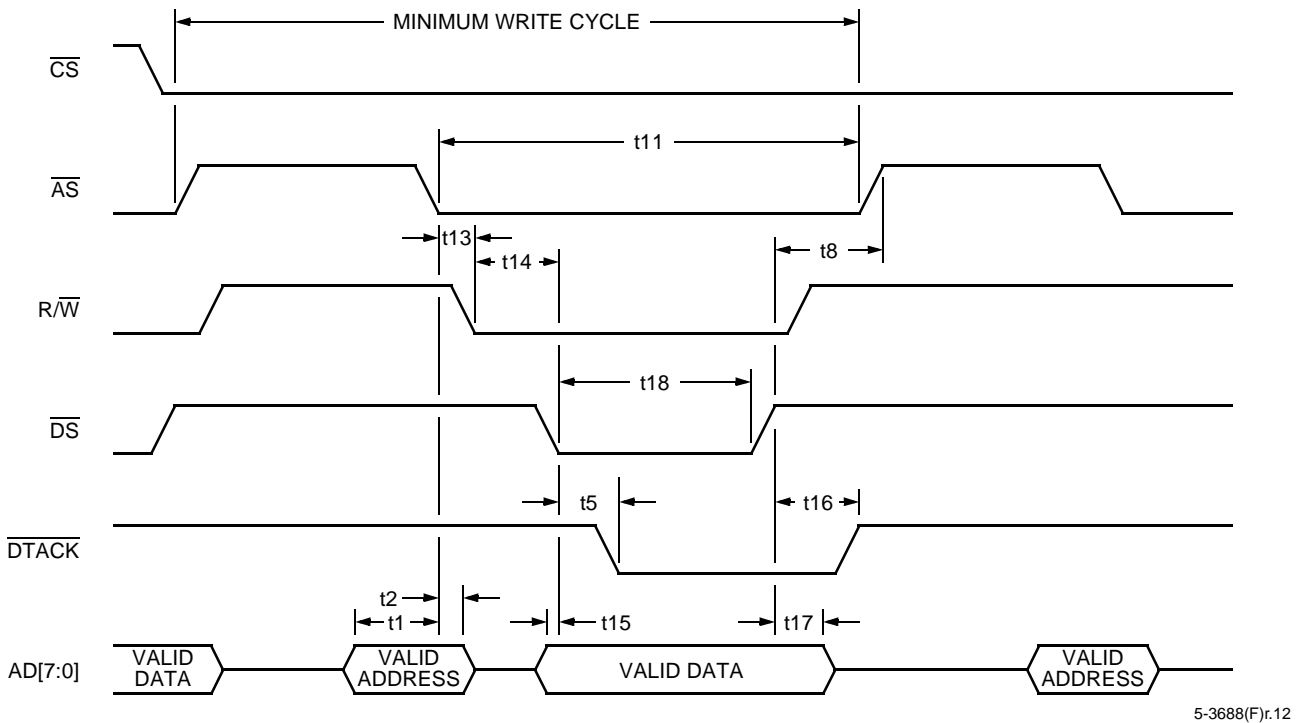 MINIMUM WRITE CYCLE
CS
t11
AS
t13
t14
t8
R/W
t18
DS
t5
t16
DTACK
t2
t1
t15
t17
AD[7:0]
VALID
DATA
VALID
ADDRESS
VALID DATA
VALID
ADDRESS
5-3688(F)r.12